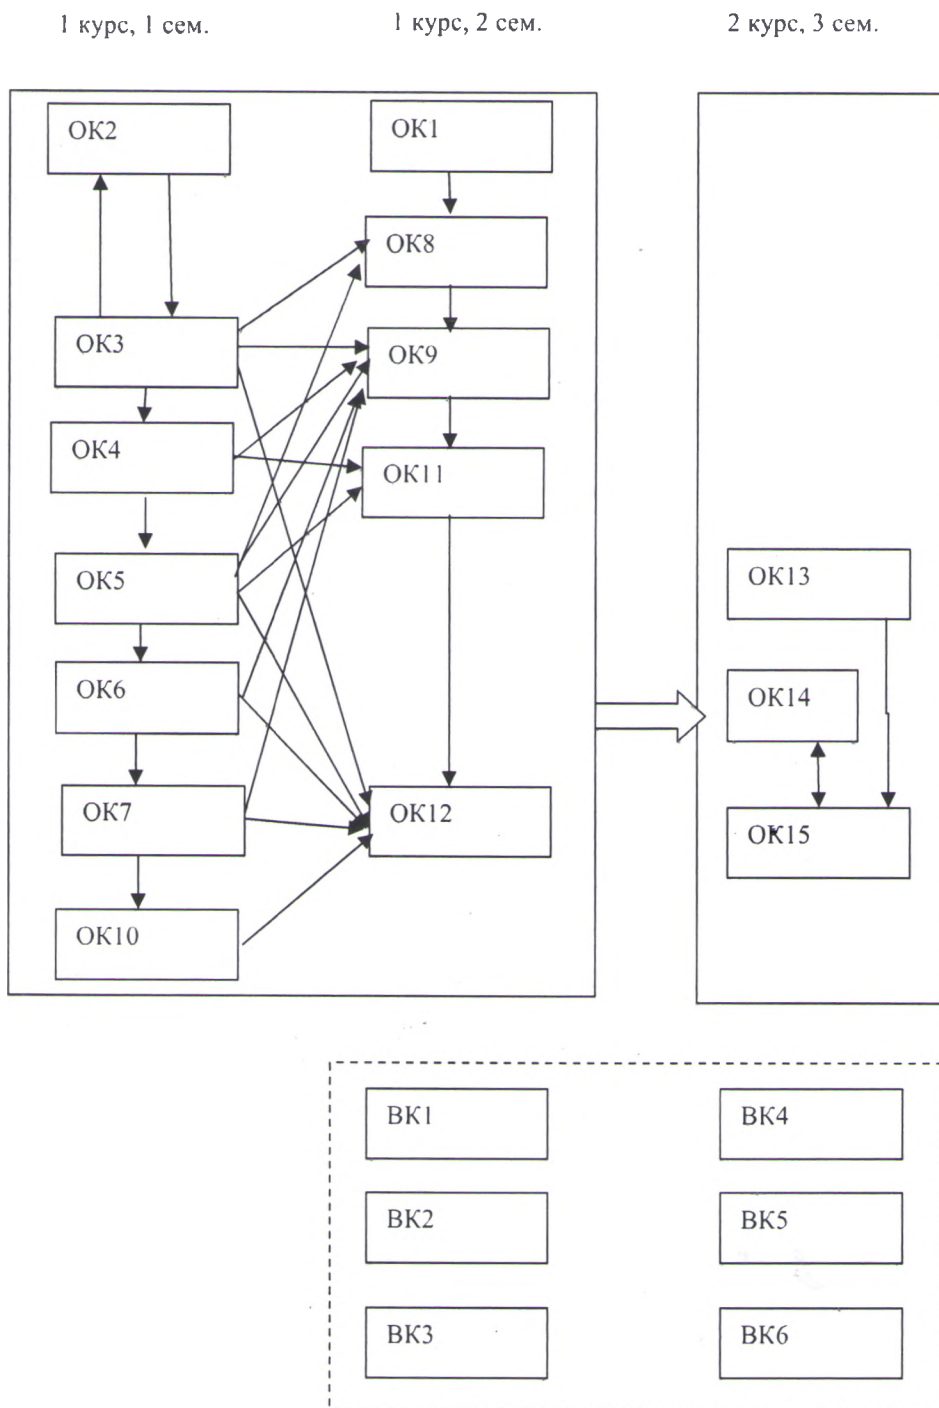 1 курс, 1 сем.
1 курс, 2 сем.
2 курс, 3 сем.
ОК2
ОК1
ОК8
ОК3
ОК9
ОК4
ОК11
ОК5
ОК13
ОК6
ОК14
ОК7
ОК12
ОК15
ОК10
ВК1
ВК4
ВК2
ВК5
ВК3
ВК6